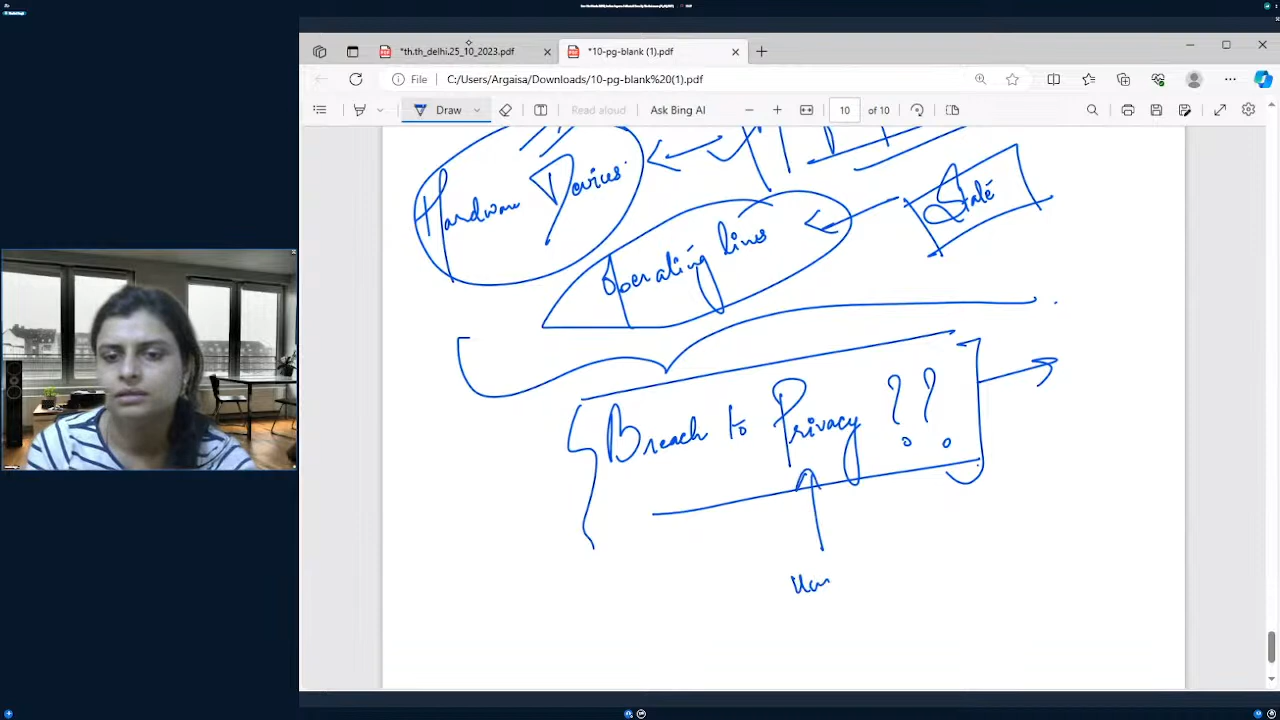 *th.th_delhi.25_10_2023.pdf
*10-pg-blank (1).pdf
File
C:/Users/Argaisa/Downloads/10-pg-blank%20(1).pdf
Draw
Read aloud
Ask Bing AI
10 of 10
Hardware Devices
State
Operating lines
Breach to Privacy ??